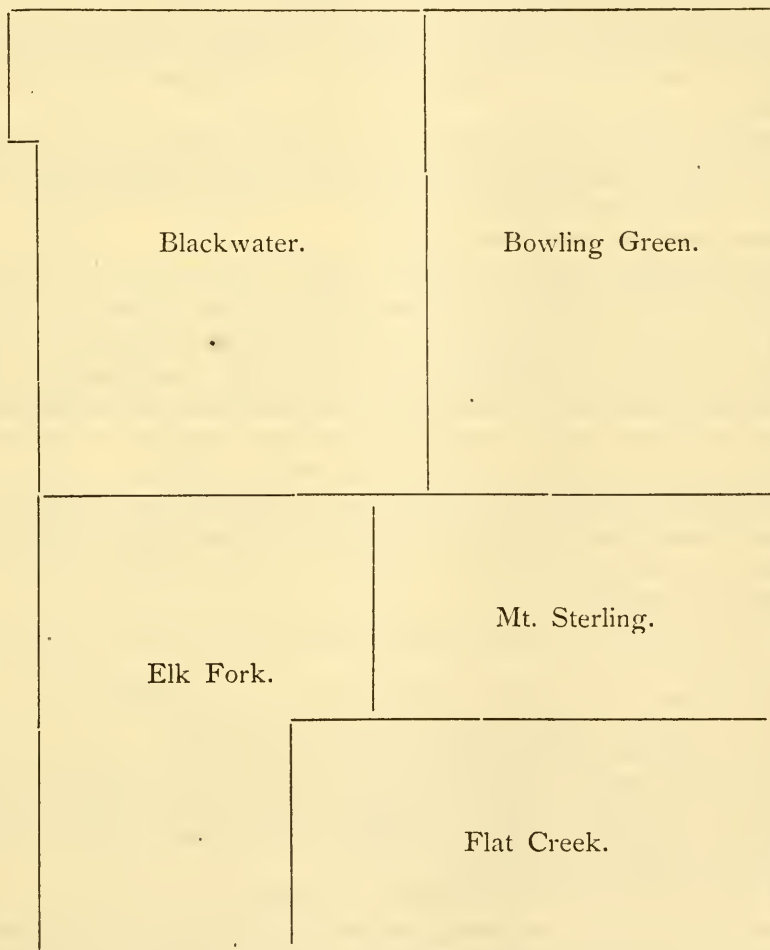 Blackwater.
Bowling Green.
Mt. Sterling.
Elk Fork.
Flat Creek.